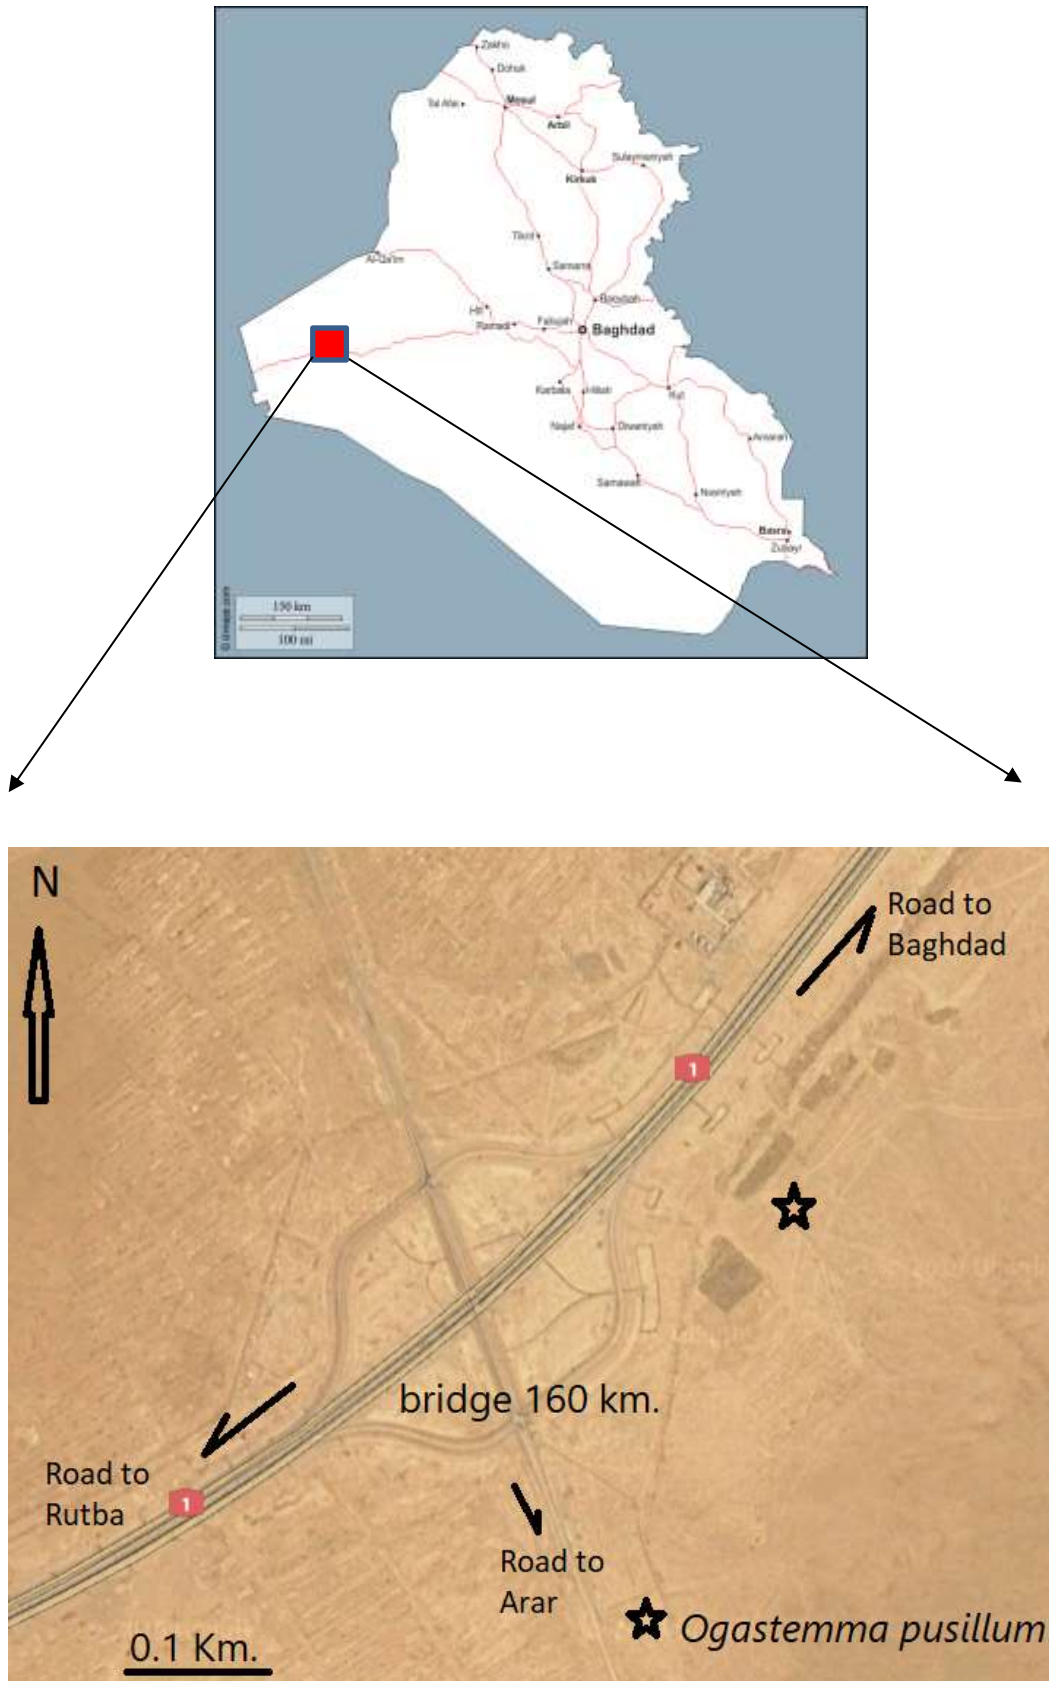 Zakho
Dohuk
Tal Afar
Mosul
Arbil
Sulaymaniyah
Kirkuk
Tikrit
Al-Qa'im
Samarra
Hit
Baqubah
Ramadi
Fallujah
Baghdad
Karbala
Hillah
Kut
Najaf
Diwaniyah
Amarah
Samawah
Nasiriyah
Basra
Zubayr
150 km
100 mi
N
Road to
Baghdad
1
bridge 160 km.
Road to
Rutba
1
Road to
Arar
Ogastemma pusillum
0.1 Km.